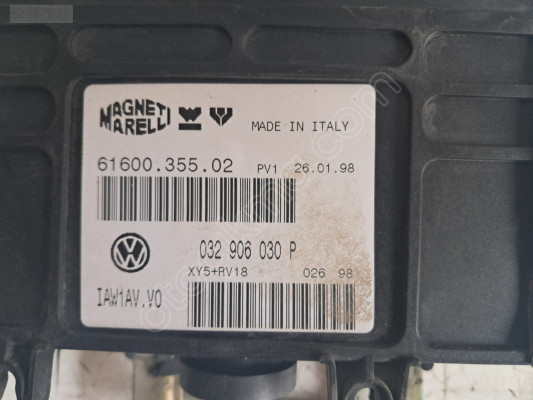 MAGNETI
MARELLI
MADE IN ITALY
61600.355.02 PV1 26.01.98
032 906 030 P
XY5+RV18 026 98
IAW1AV.V0